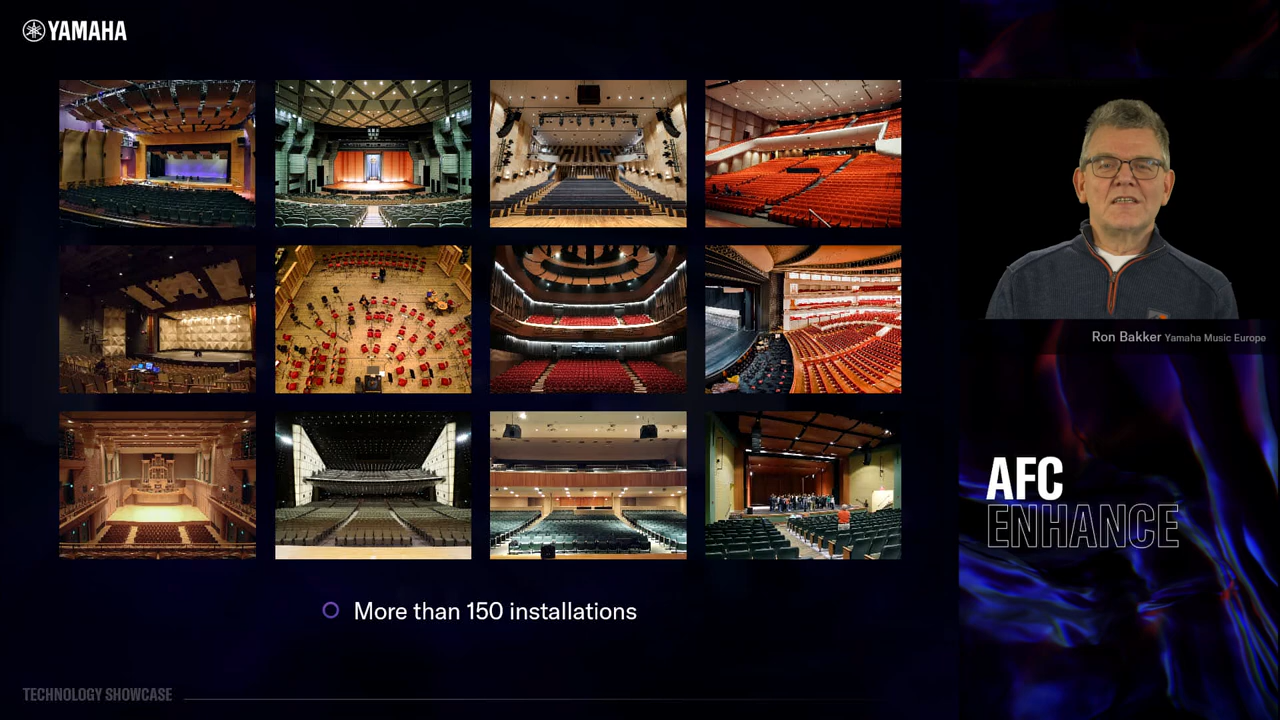 YAMAHA
Ron Bakker Yamaha Music Europe
AFC
ENHANCE
More than 150 installations
TECHNOLOGY SHOWCASE